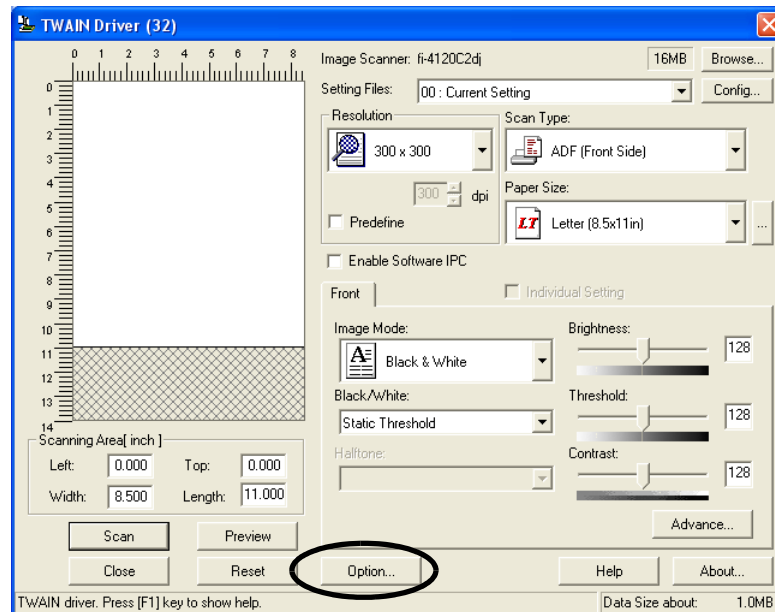 TWAIN Driver (32)
0 1 2 3 4 5 6 7 8
0
1
2
3
4
5
6
7
8
9
10
11
12
13
14
Image Scanner: fi-4120C2dj 16MB Browse...
Setting Files: 00 : Current Setting Config...
Resolution
300 x 300
300 dpi
Predefine
Scan Type:
ADF (Front Side)
Paper Size:
LT Letter (8.5x11in) ...
Enable Software IPC
Front Individual Setting
Image Mode:
A Black & White
Black/White:
Static Threshold
Halftone:
Brightness:
128
Threshold:
128
Contrast:
128
Advance...
Scanning Area[ inch ]
Left: 0.000 Top: 0.000
Width: 8.500 Length: 11.000
Scan Preview
Close Reset Option... Help About...
TWAIN driver. Press [F1] key to show help. Data Size about: 1.0MB